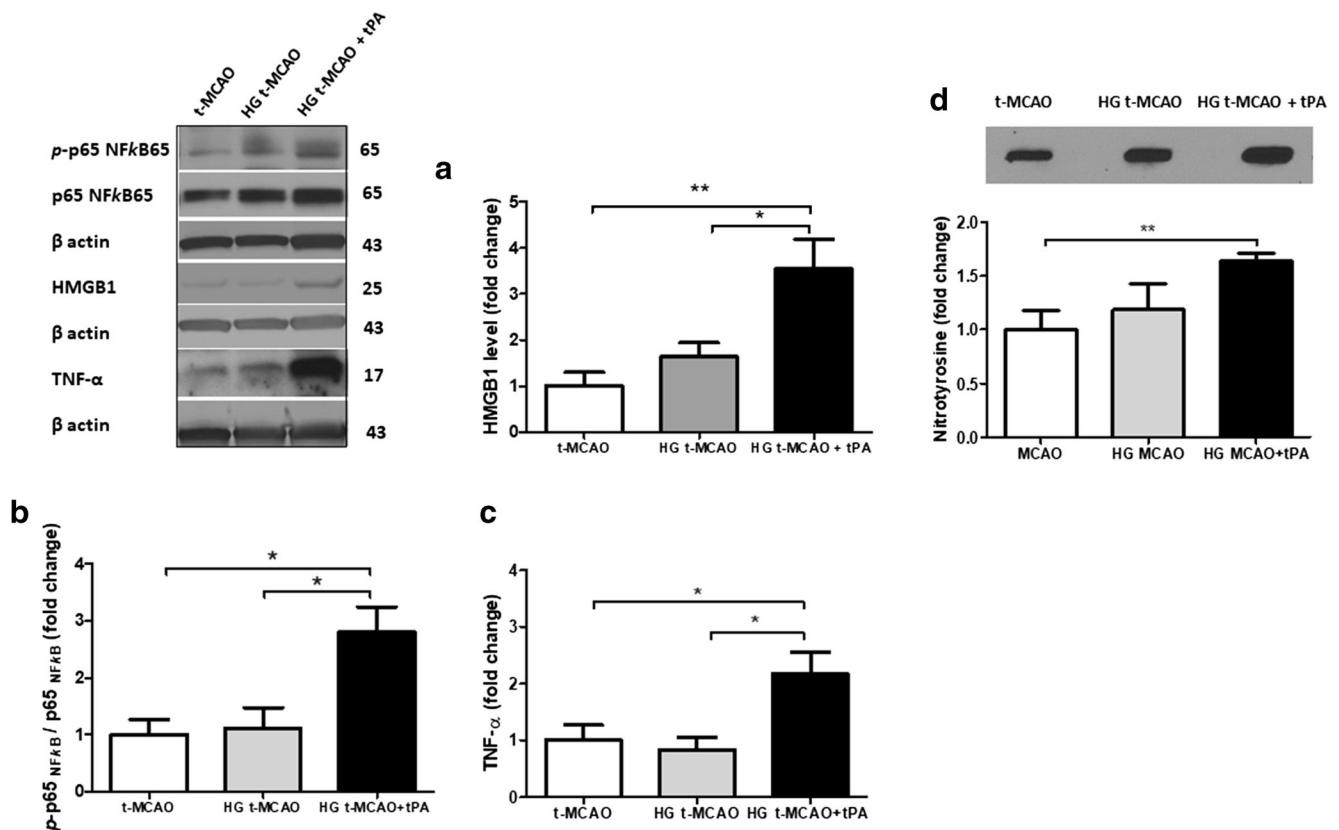 t-MCAO
HG t-MCAO
HG t-MCAO + tPA
p-p65 NFkB65 65
p65 NFkB65 65
β actin 43
HMGB1 25
β actin 43
TNF-α 17
β actin 43
a
HMGB1 level (fold change)
5
4
3
2
1
0
**
*
t-MCAO HG t-MCAO HG t-MCAO + tPA
d
t-MCAO HG t-MCAO HG t-MCAO + tPA
Nitrotyrosine (fold change)
2.0
1.5
1.0
0.5
0.0
**
MCAO HG MCAO HG MCAO+tPA
b
p-p65 NFkB / p65 NFkB (fold change)
4
3
2
1
0
*
*
t-MCAO HG t-MCAO HG t-MCAO+tPA
c
TNF-α (fold change)
4
3
2
1
0
*
*
t-MCAO HG t-MCAO HG t-MCAO+tPA